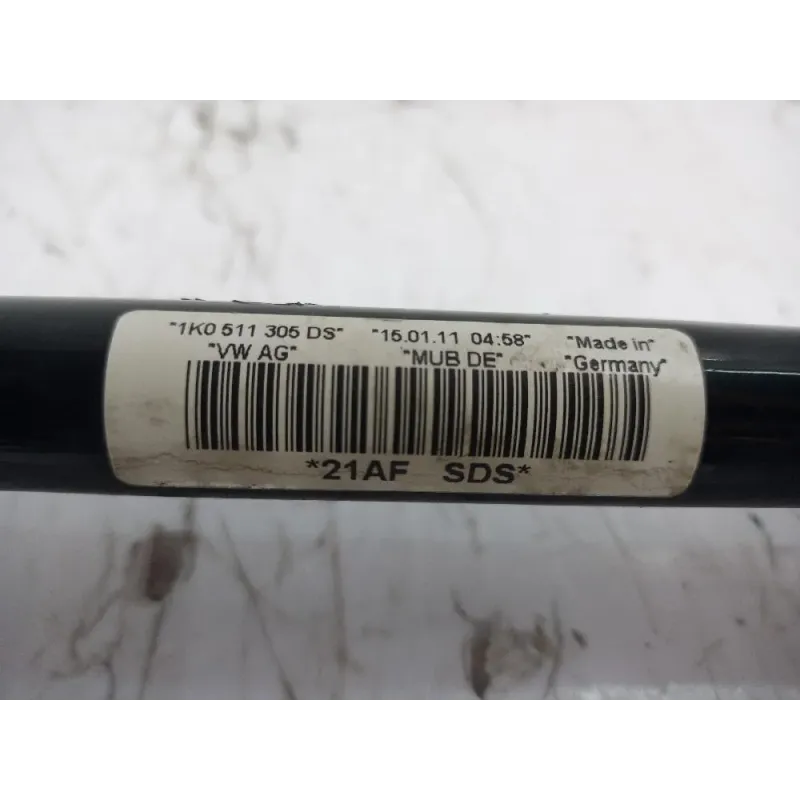 "1K0 511 305 DS" "15.01.11 04:58" "Made in"
"VW AG" "MUB DE" "Germany"
*21AF SDS*